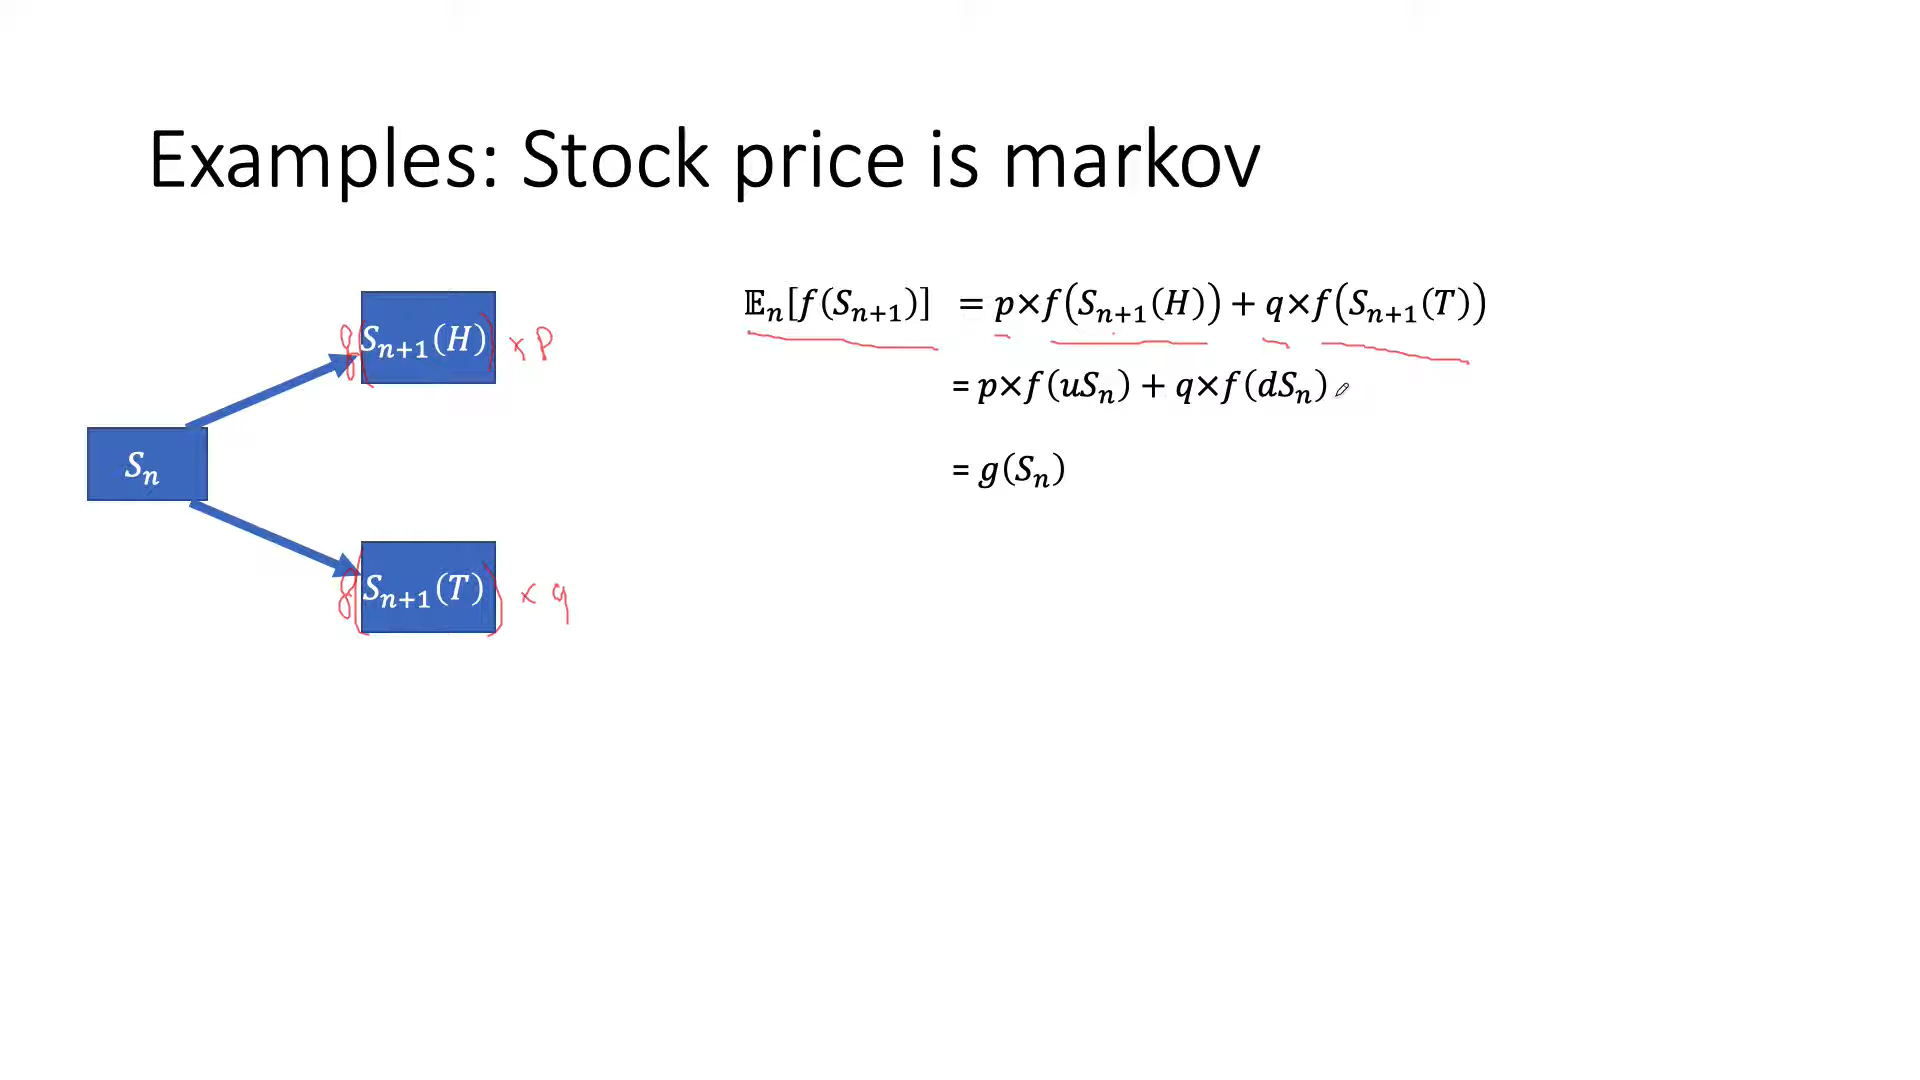 Examples: Stock price is markov
𝔼ₙ[f(Sₙ₊₁)] = p×f(Sₙ₊₁(H)) + q×f(Sₙ₊₁(T))
Sₙ₊₁(H) × p
= p×f(uSₙ) + q×f(dSₙ)
Sₙ
= g(Sₙ)
Sₙ₊₁(T) × q